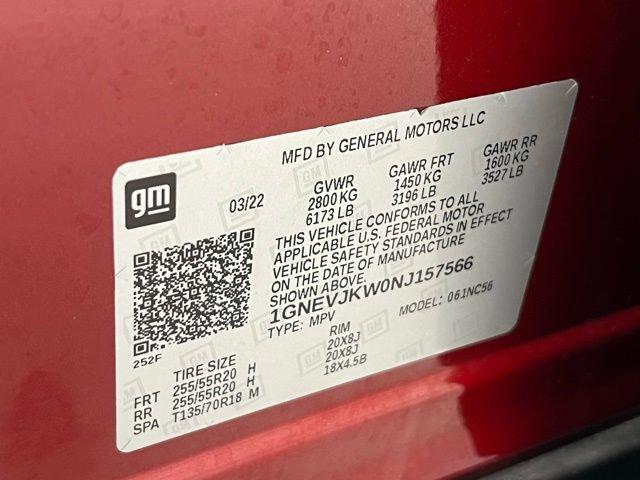 MFD BY GENERAL MOTORS LLC
gm
03/22
GVWR GAWR FRT GAWR RR
2800 KG 1450 KG 1600 KG
6173 LB 3196 LB 3527 LB
THIS VEHICLE CONFORMS TO ALL
APPLICABLE U.S. FEDERAL MOTOR
VEHICLE SAFETY STANDARDS IN EFFECT
ON THE DATE OF MANUFACTURE
SHOWN ABOVE.
1GNEVJKW0NJ157566
TYPE: MPV MODEL: 061NC56
252F
TIRE SIZE RIM
FRT 255/55R20 H 20X8J
RR 255/55R20 H 20X8J
SPA T135/70R18 M 18X4.5B